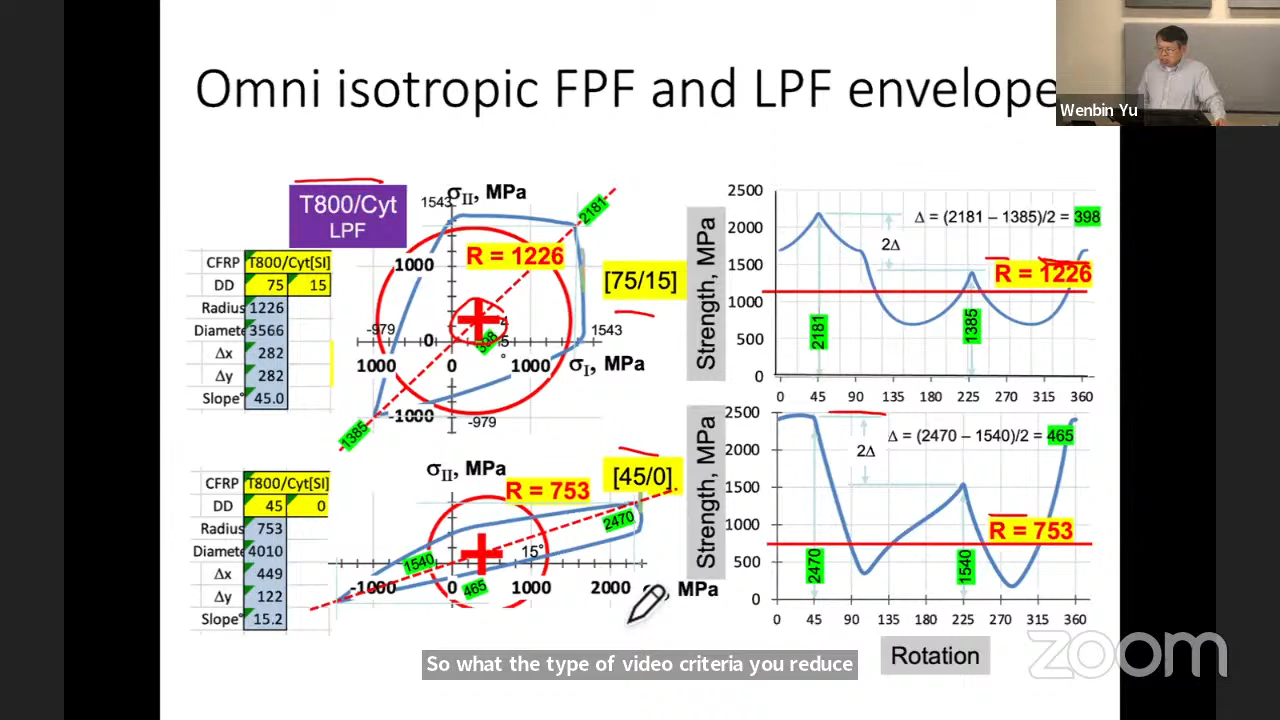 Omni isotropic FPF and LPF envelope
Wenbin Yu
T800/Cyt
LPF
CFRP T800/Cyt[SI]
DD 75 15
Radius 1226
Diamete 3566
Δx 282
Δy 282
Slope° 45.0
σII, MPa
1543
2181
1000
R = 1226
[75/15]
-979
0
398
1543
1000 0 1000 σI, MPa
-1000
-979
1385
Strength, MPa
2500
2000
1500
1000
500
0
Δ = (2181 – 1385)/2 = 398
2Δ
R = 1226
2181
1385
0 45 90 135 180 225 270 315 360
CFRP T800/Cyt[SI]
DD 45 0
Radius 753
Diamete 4010
Δx 449
Δy 122
Slope° 15.2
σII, MPa
[45/0]
R = 753
2470
1540
15°
465
-1000 0 1000 2000 , MPa
Strength, MPa
2500
2000
1500
1000
500
0
Δ = (2470 – 1540)/2 = 465
2Δ
R = 753
2470
1540
0 45 90 135 180 225 270 315 360
Rotation
So what the type of video criteria you reduce
zoom